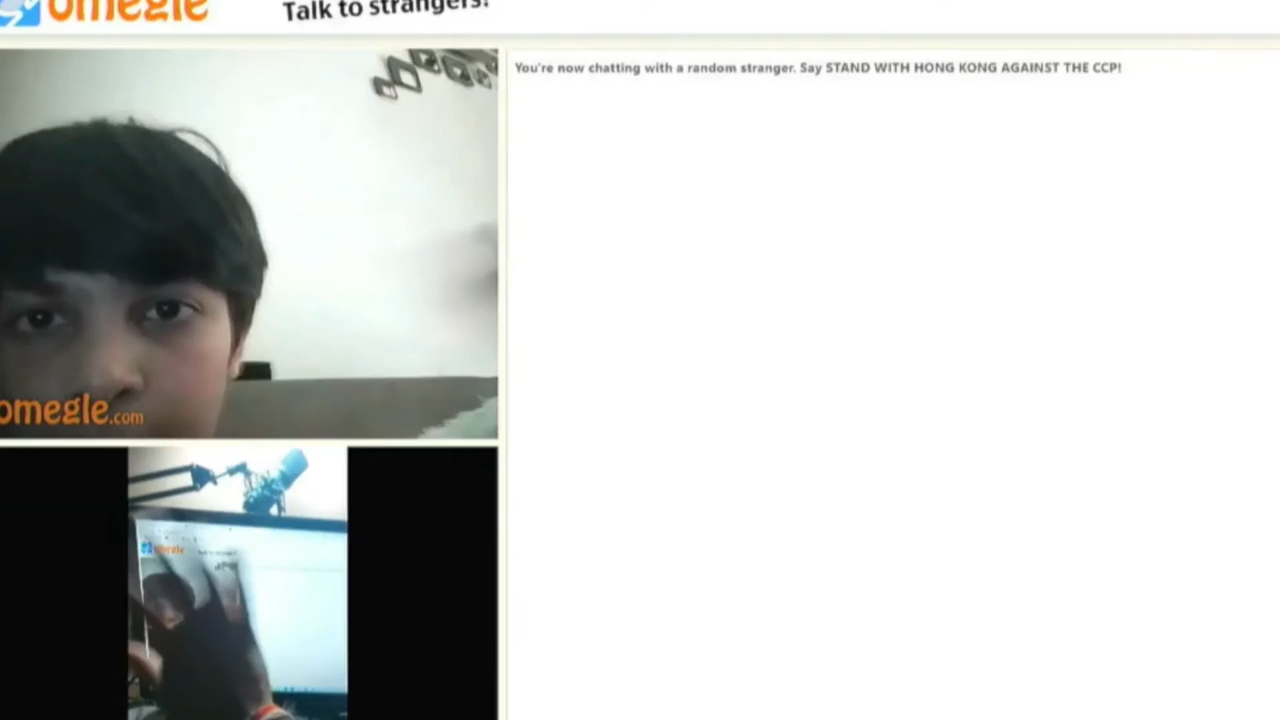 omegle
Talk to strangers!
You're now chatting with a random stranger. Say STAND WITH HONG KONG AGAINST THE CCP!
omegle.com
omegle